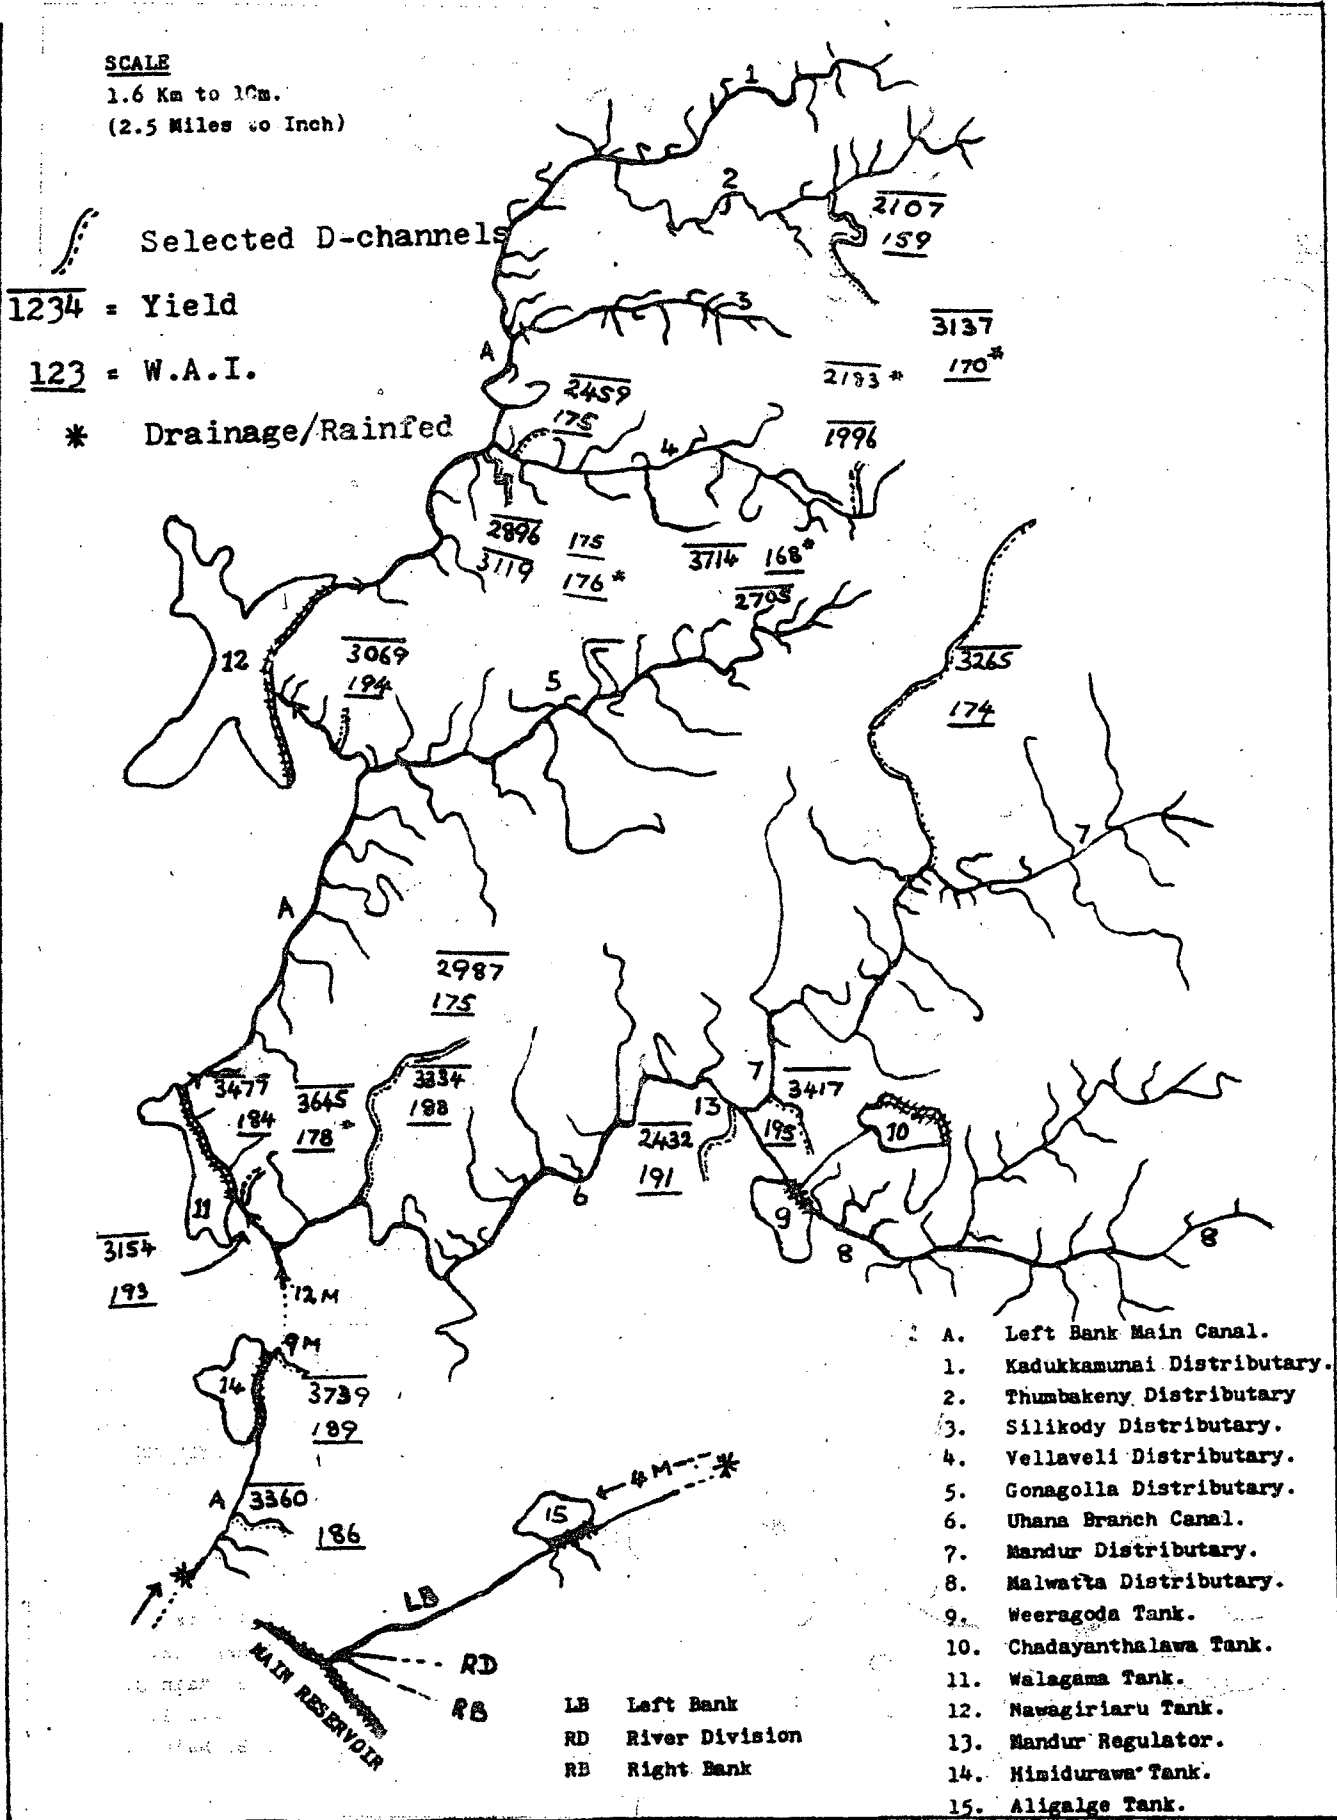 SCALE
1.6 Km to 1Cm.
(2.5 Miles to Inch)
Selected D-channels
1234 = Yield
123 = W.A.I.
* Drainage/Rainfed
1
2
2107
159
3
3137
170*
A
2183*
2459
175
1996
4
2896
3119
175
176*
3714
168*
2705
12
3069
194
3265
174
5
7
A
2987
175
3477
184
3645
178*
3334
188
7
3417
13
2432
191
195
10
11
6
9
8
8
3154
193
A
12M
9M
14
3739
189
A
3360
186
4M
*
15
*
LB
MAIN RESERVOIR
RD
RB
LB Left Bank
RD River Division
RB Right Bank
A. Left Bank Main Canal.
1. Kadukkamunai Distributary.
2. Thumbakeny Distributary
3. Silikody Distributary.
4. Vellaveli Distributary.
5. Gonagolla Distributary.
6. Uhana Branch Canal.
7. Mandur Distributary.
8. Malwatta Distributary.
9. Weeragoda Tank.
10. Chadayanthalawa Tank.
11. Walagama Tank.
12. Nawagiriaru Tank.
13. Mandur Regulator.
14. Himidurawa Tank.
15. Aligalge Tank.